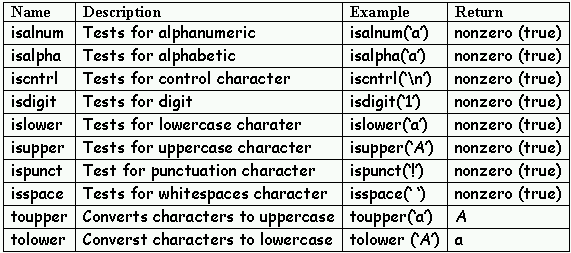 Name Description Example Return
isalnum Tests for alphanumeric isalnum('a') nonzero (true)
isalpha Tests for alphabetic isalpha('a') nonzero (true)
iscntrl Tests for control character iscntrl('\n') nonzero (true)
isdigit Tests for digit isdigit('1') nonzero (true)
islower Tests for lowercase charater islower('a') nonzero (true)
isupper Tests for uppercase character isupper('A') nonzero (true)
ispunct Test for punctuation character ispunct('!') nonzero (true)
isspace Tests for whitespaces character isspace(' ') nonzero (true)
toupper Converts characters to uppercase toupper('a') A
tolower Converst characters to lowercase tolower ('A') a